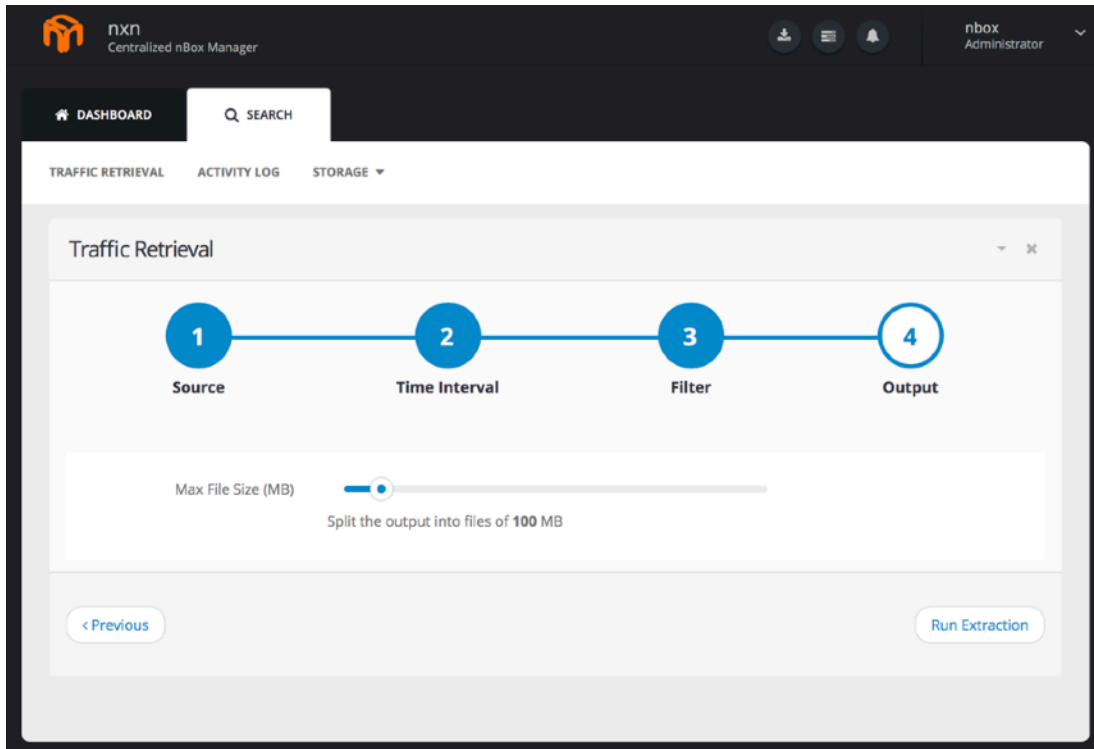 nxn
Centralized nBox Manager
nbox
Administrator
DASHBOARD
SEARCH
TRAFFIC RETRIEVAL ACTIVITY LOG STORAGE
Traffic Retrieval
1 2 3 4
Source Time Interval Filter Output
Max File Size (MB)
Split the output into files of 100 MB
< Previous
Run Extraction